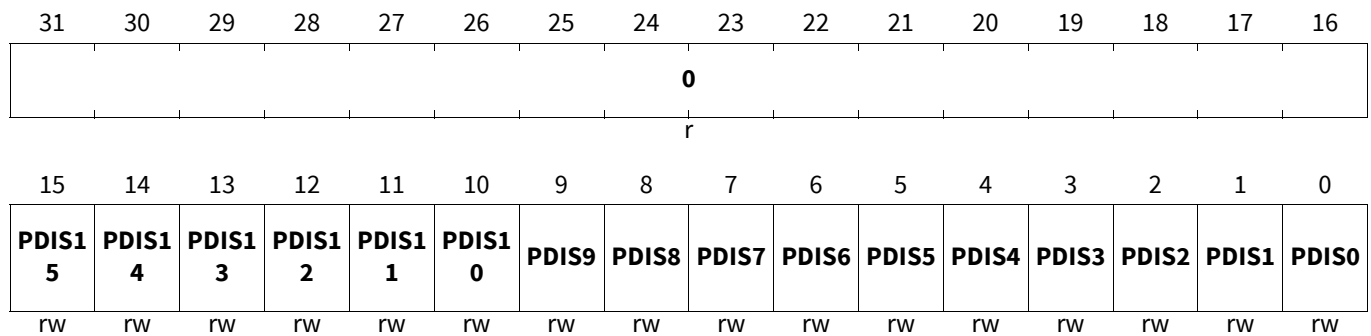 31 30 29 28 27 26 25 24 23 22 21 20 19 18 17 16
0
r
15 14 13 12 11 10 9 8 7 6 5 4 3 2 1 0
PDIS1 PDIS1 PDIS1 PDIS1 PDIS1 PDIS1 PDIS9 PDIS8 PDIS7 PDIS6 PDIS5 PDIS4 PDIS3 PDIS2 PDIS1 PDIS0
5 4 3 2 1 0
rw rw rw rw rw rw rw rw rw rw rw rw rw rw rw rw